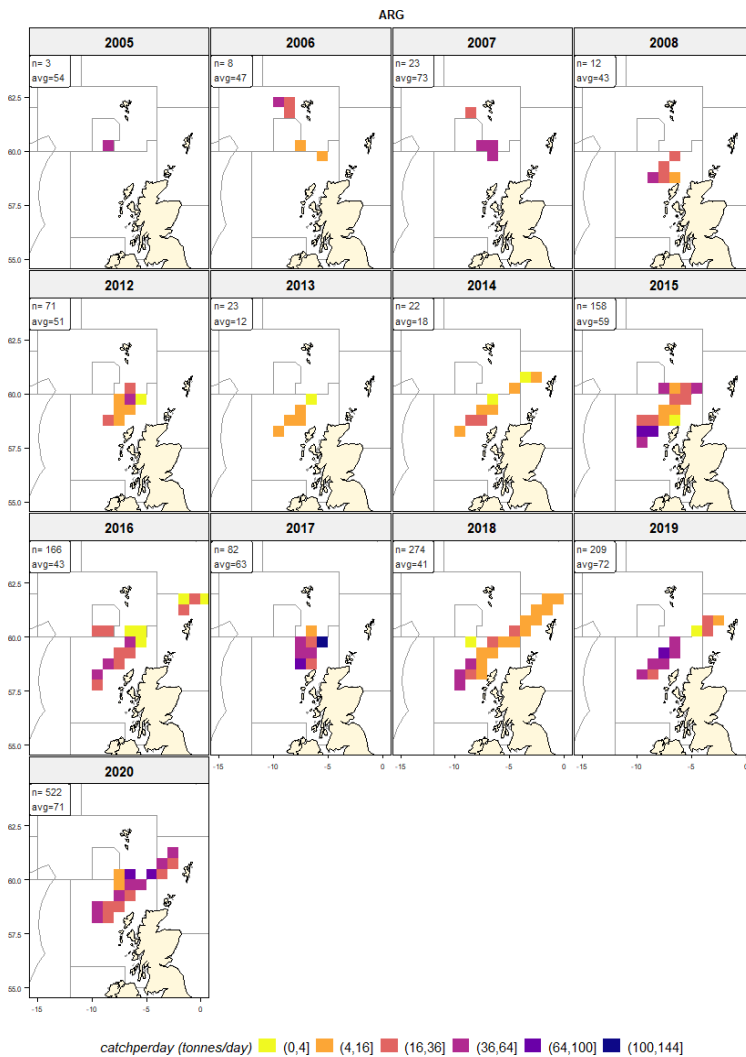 ARG
2005
2006
2007
2008
n= 3
avg=54
n= 8
avg=47
n= 23
avg=73
n= 12
avg=43
62.5
60.0
57.5
55.0
2012
2013
2014
2015
n= 71
avg=51
n= 23
avg=12
n= 22
avg=18
n= 158
avg=59
62.5
60.0
57.5
55.0
2016
2017
2018
2019
n= 166
avg=43
n= 82
avg=63
n= 274
avg=41
n= 209
avg=72
62.5
60.0
57.5
55.0
-15 -10 -5 0
-15 -10 -5 0
-15 -10 -5 0
2020
n= 522
avg=71
62.5
60.0
57.5
55.0
-15 -10 -5 0
catchperday (tonnes/day) (0,4] (4,16] (16,36] (36,64] (64,100] (100,144]